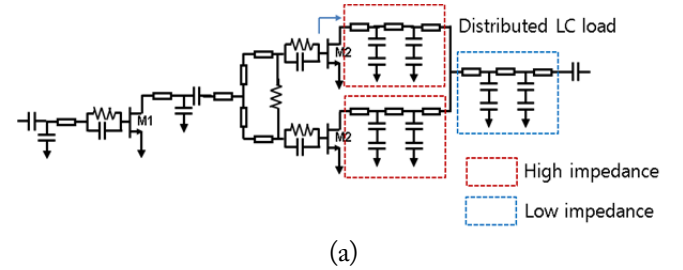 Distributed LC load
M2
M1
M2
High impedance
Low impedance
(a)